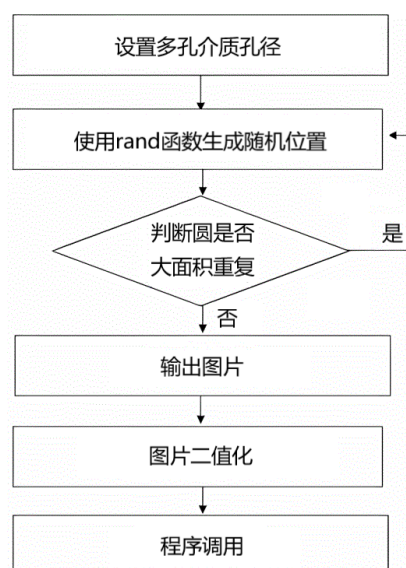 设置多孔介质孔径
使用rand函数生成随机位置
判断圆是否
大面积重复
是
否
输出图片
图片二值化
程序调用